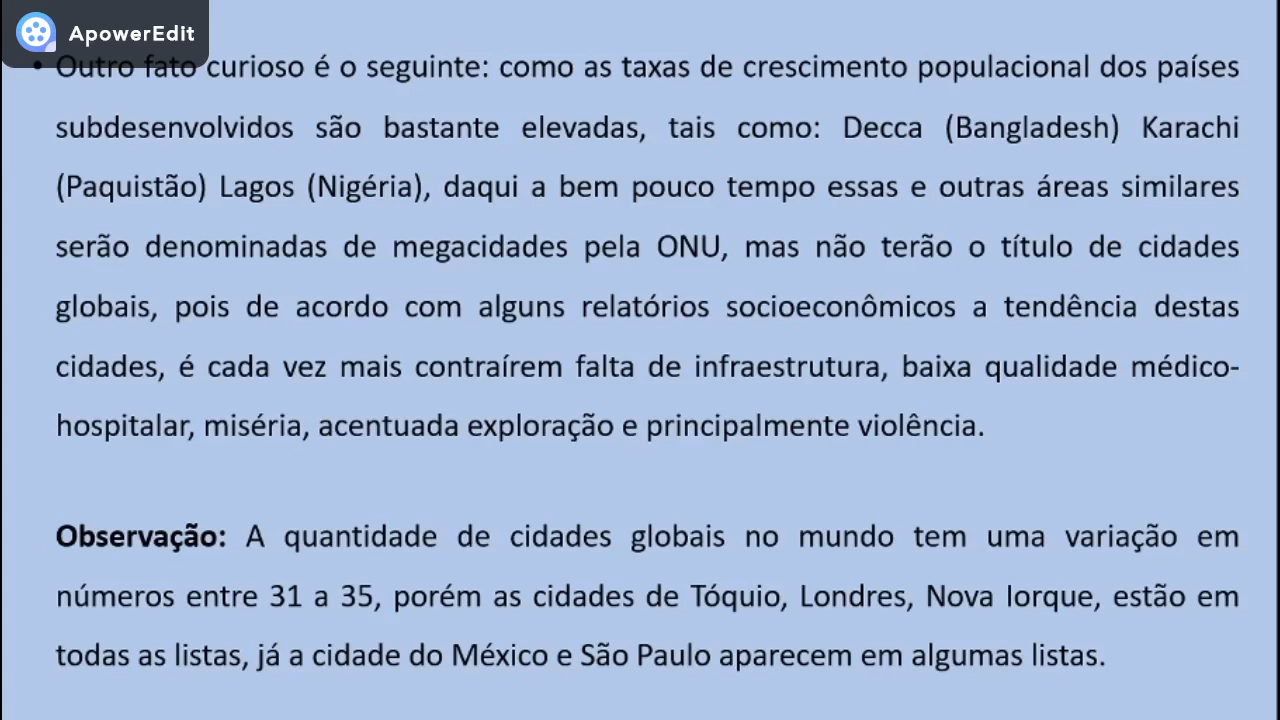 ApowerEdit
• Outro fato curioso é o seguinte: como as taxas de crescimento populacional dos países
subdesenvolvidos são bastante elevadas, tais como: Decca (Bangladesh) Karachi
(Paquistão) Lagos (Nigéria), daqui a bem pouco tempo essas e outras áreas similares
serão denominadas de megacidades pela ONU, mas não terão o título de cidades
globais, pois de acordo com alguns relatórios socioeconômicos a tendência destas
cidades, é cada vez mais contraírem falta de infraestrutura, baixa qualidade médico-
hospitalar, miséria, acentuada exploração e principalmente violência.
Observação: A quantidade de cidades globais no mundo tem uma variação em
números entre 31 a 35, porém as cidades de Tóquio, Londres, Nova Iorque, estão em
todas as listas, já a cidade do México e São Paulo aparecem em algumas listas.